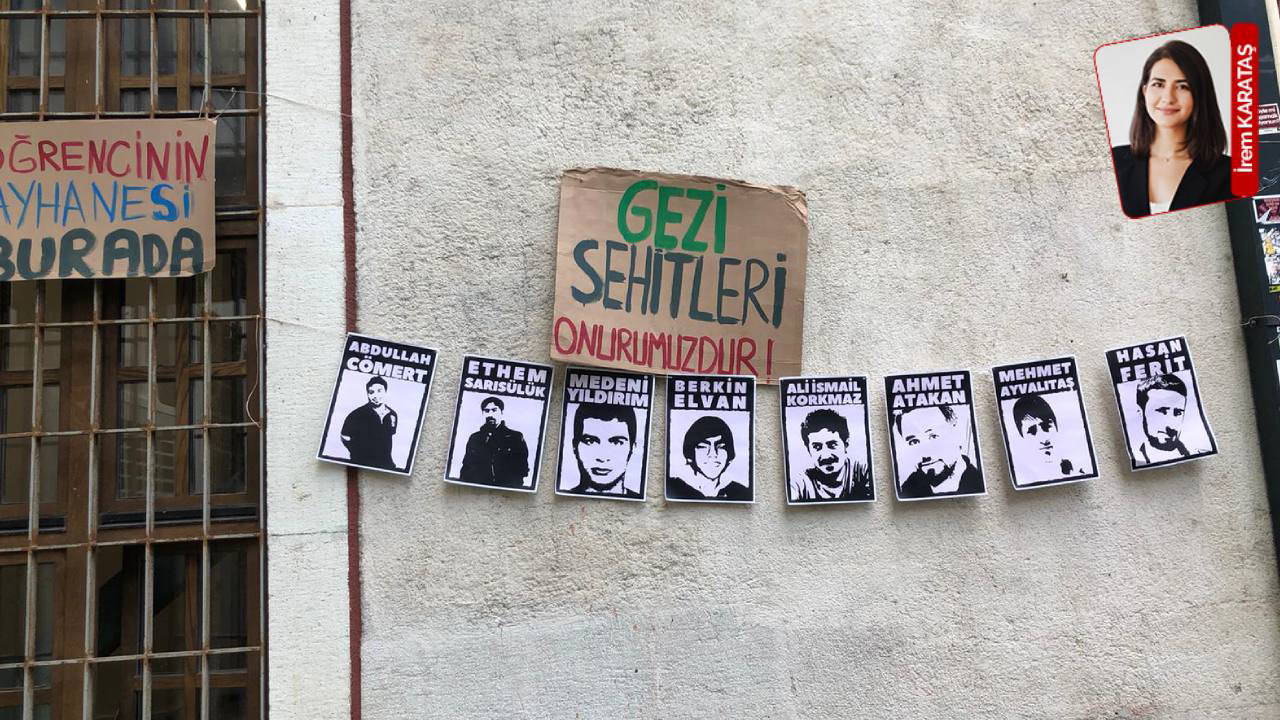 ÖĞRENCİNİN
AYHANESİ
BURADA
GEZİ
ŞEHİTLERİ
ONURUMUZDUR!
ABDULLAH
CÖMERT
ETHEM
SARISÜLÜK
MEDENİ
YILDIRIM
BERKİN
ELVAN
ALİ İSMAİL
KORKMAZ
AHMET
ATAKAN
MEHMET
AYVALITAŞ
HASAN
FERİT
İrem KARATAŞ